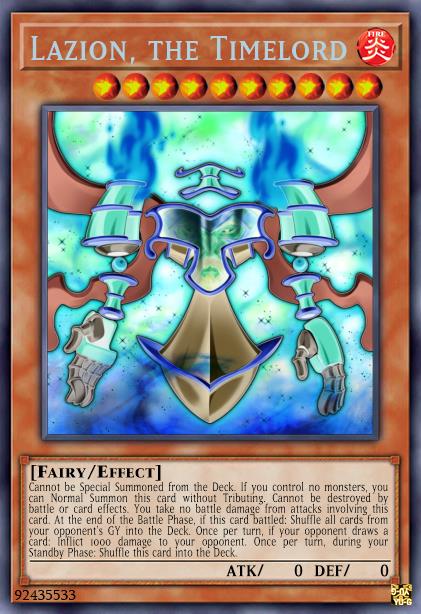 LAZION, THE TIMELORD
FIRE
炎
[FAIRY/EFFECT]
Cannot be Special Summoned from the Deck. If you control no monsters, you
can Normal Summon this card without Tributing. Cannot be destroyed by
battle or card effects. You take no battle damage from attacks involving this
card. At the end of the Battle Phase, if this card battled: Shuffle all cards from
your opponent's GY into the Deck. Once per turn, if your opponent draws a
card: Inflict 1000 damage to your opponent. Once per turn, during your
Standby Phase: Shuffle this card into the Deck.
ATK/ 0 DEF/ 0
92435533